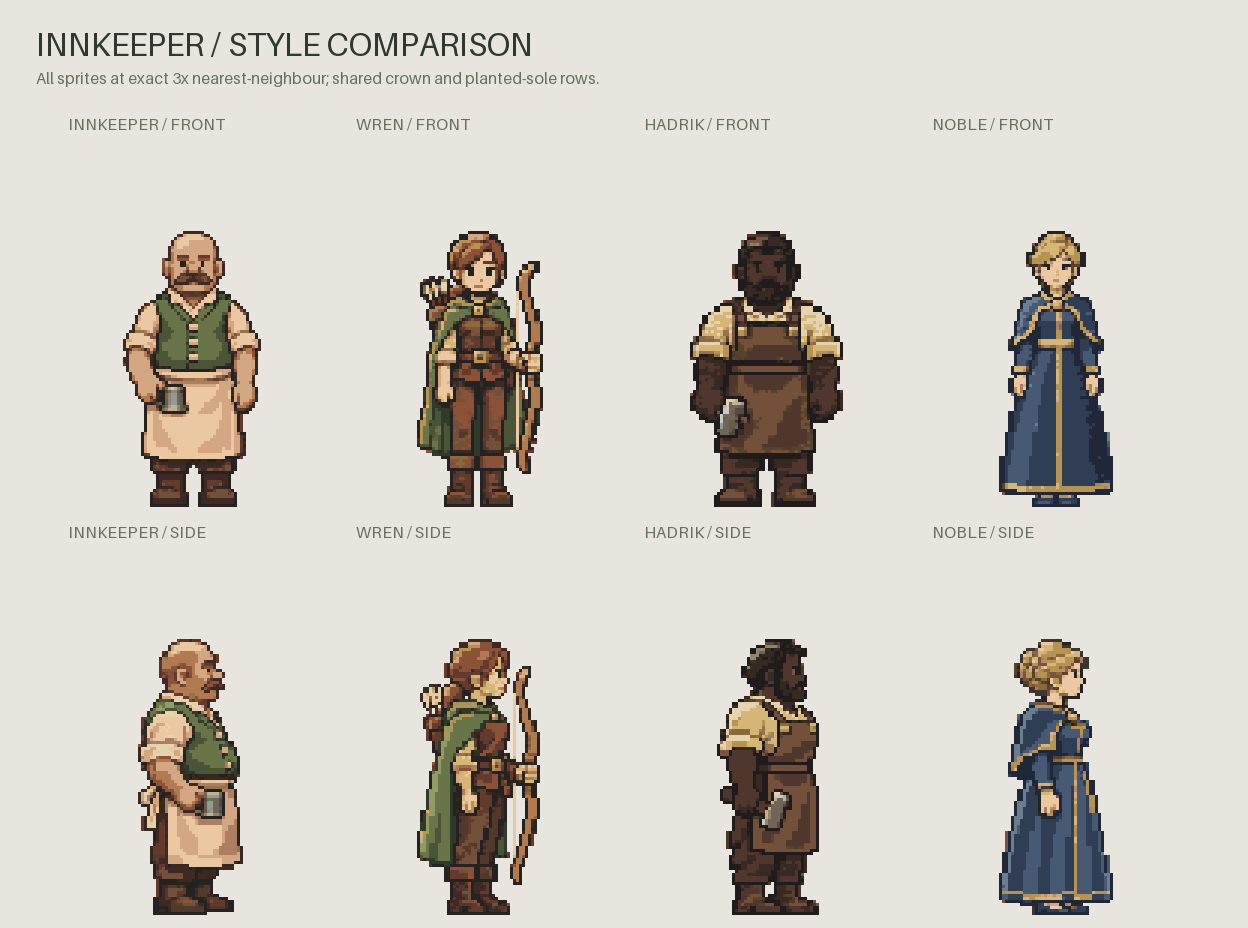 INNKEEPER / STYLE COMPARISON
All sprites at exact 3x nearest-neighbour; shared crown and planted-sole rows.
INNKEEPER / FRONT
WREN / FRONT
HADRIK / FRONT
NOBLE / FRONT
INNKEEPER / SIDE
WREN / SIDE
HADRIK / SIDE
NOBLE / SIDE